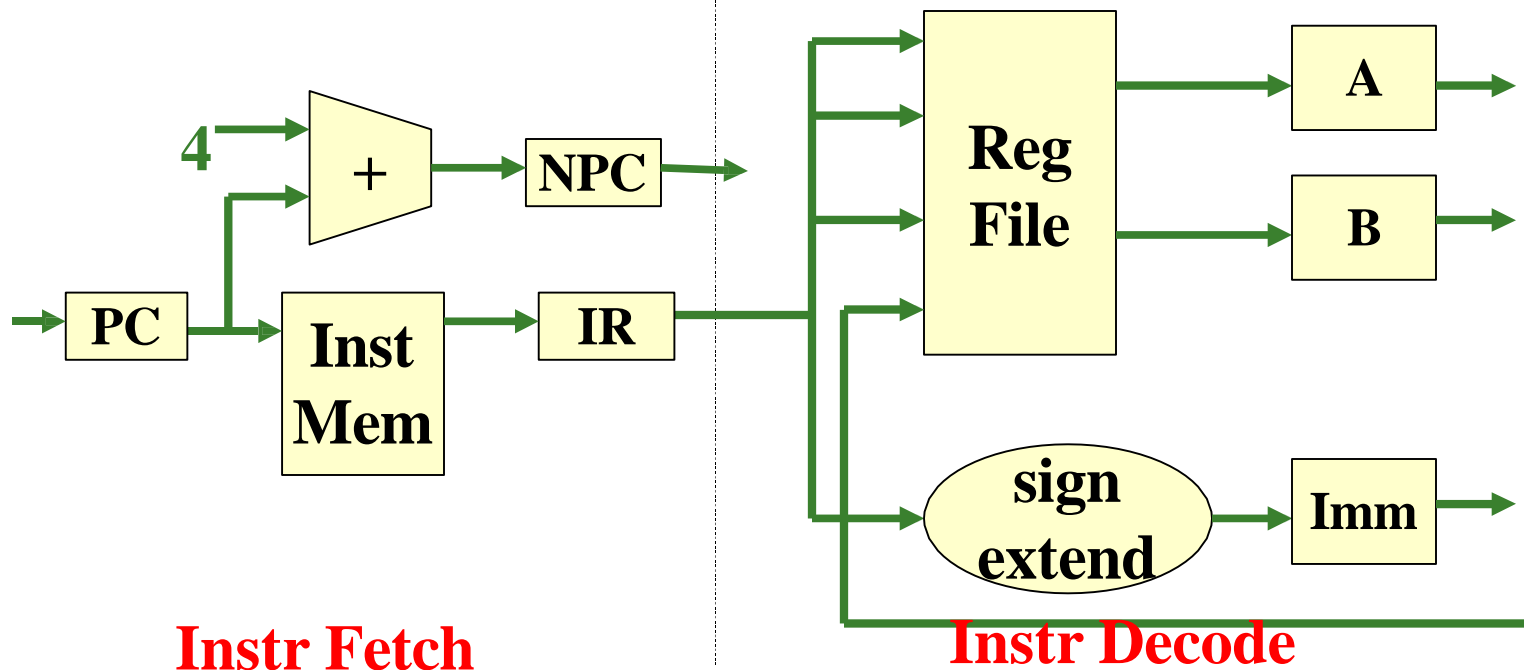 4
+
NPC
PC
Inst
Mem
IR
Instr Fetch
Reg
File
A
B
sign
extend
Imm
Instr Decode